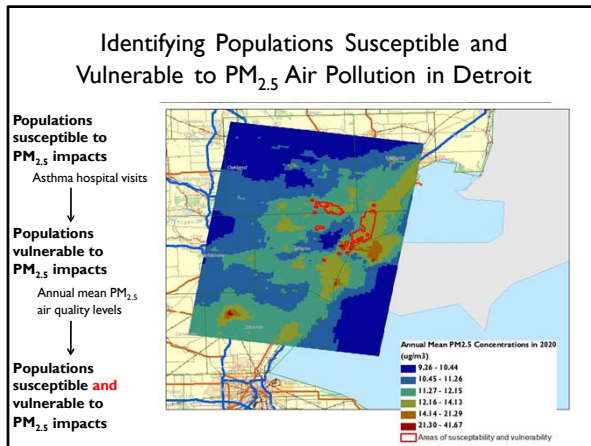 Identifying Populations Susceptible and
Vulnerable to PM2.5 Air Pollution in Detroit
Populations
susceptible to
PM2.5 impacts
Asthma hospital visits
Populations
vulnerable to
PM2.5 impacts
Annual mean PM2.5
air quality levels
Populations
susceptible and
vulnerable to
PM2.5 impacts
Oakland
Macomb
Wayne
Monroe
Annual Mean PM2.5 Concentrations in 2020
(ug/m3)
9.26 - 10.44
10.45 - 11.26
11.27 - 12.15
12.16 - 14.13
14.14 - 21.29
21.30 - 41.67
Areas of susceptability and vulnerability